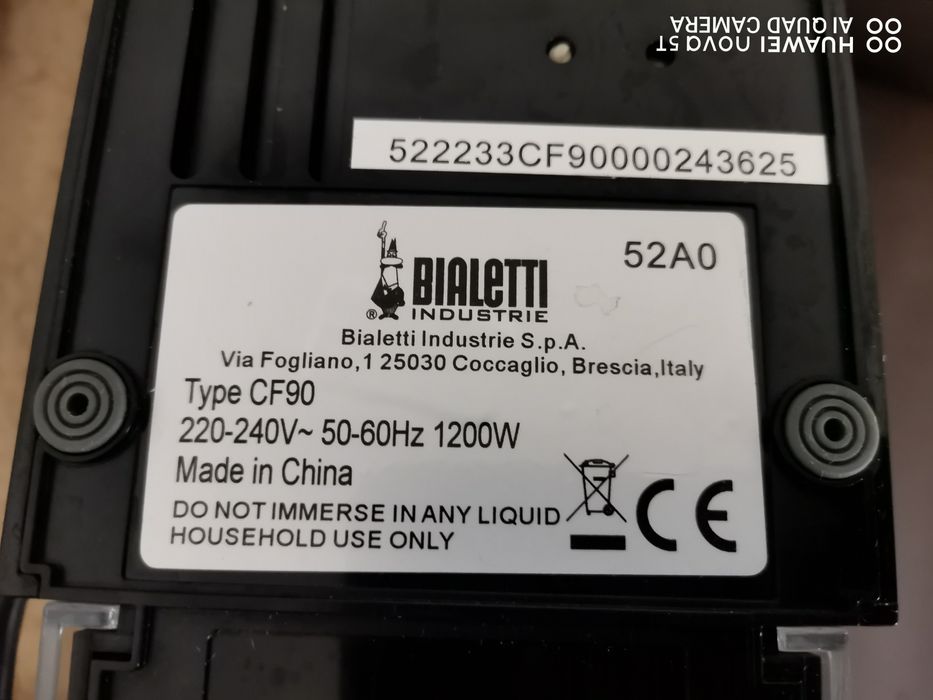 HUAWEI nova 5T
AI QUAD CAMERA
522233CF90000243625
52A0
BIALETTI
® INDUSTRIE
Bialetti Industrie S.p.A.
Via Fogliano,1 25030 Coccaglio, Brescia,Italy
Type CF90
220-240V~ 50-60Hz 1200W
Made in China
DO NOT IMMERSE IN ANY LIQUID
HOUSEHOLD USE ONLY
CE